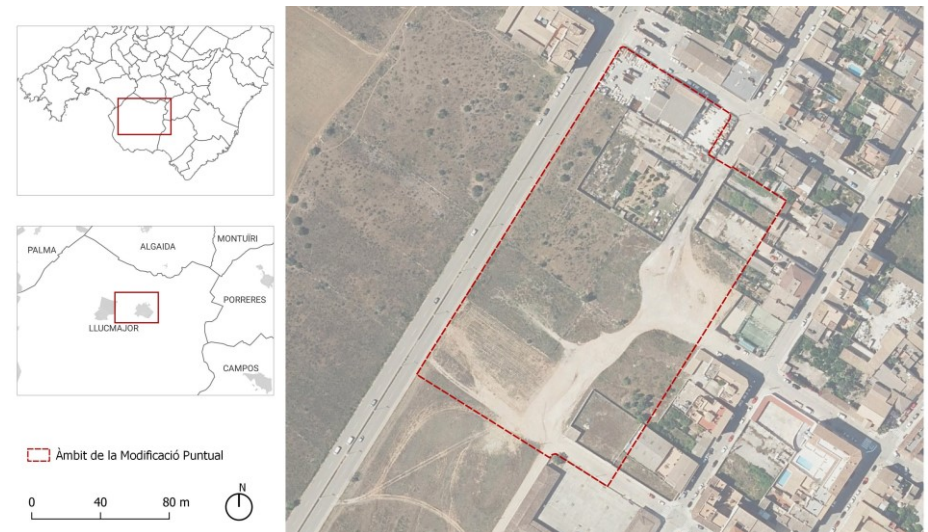 PALMA
ALGAIDA
MONTUÏRI
PORRERES
LLUCMAJOR
CAMPOS
Àmbit de la Modificació Puntual
0 40 80 m
N